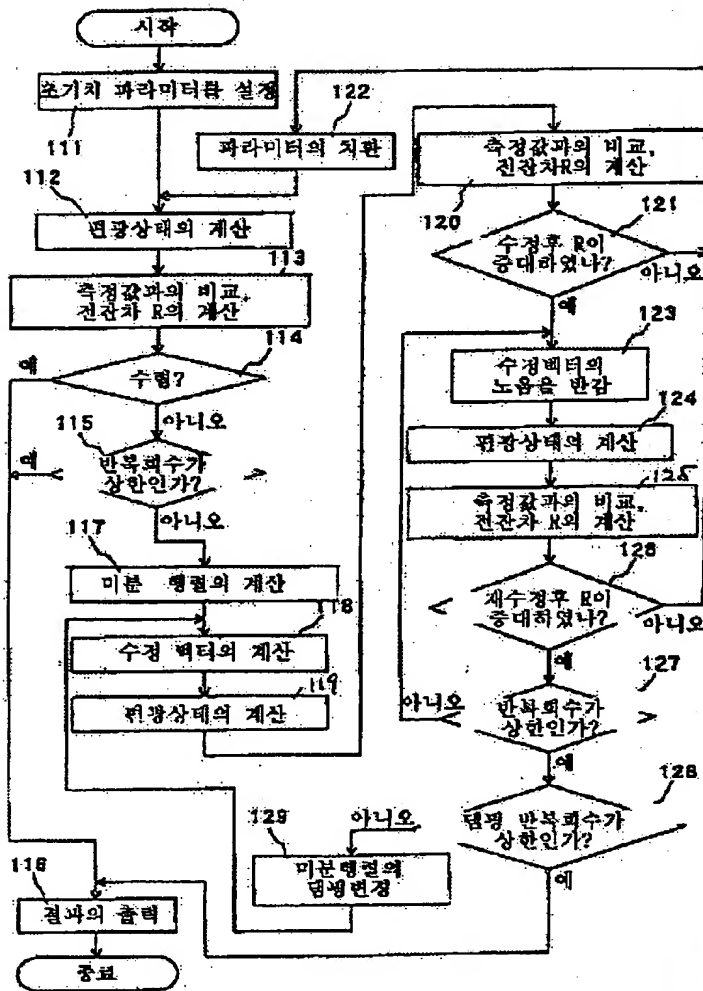 시작
초기치 파라미터를 설정
111
122
파라미터의 치환
112
편광상태의 계산
113
측정값과의 비교,
전잔차 R의 계산
114
예
수렴?
아니오
115
예
반복회수가
상한인가?
아니오
117
미분 행렬의 계산
118
수정 벡터의 계산
119
편광상태의 계산
측정값과의 비교,
전잔차R의 계산
120
121
수정후 R이
증대하였나?
아니오
예
123
수정벡터의
노옴을 반감
124
편광상태의 계산
125
측정값과의 비교,
전잔차 R의 계산
126
재수정후 R이
증대하였나?
아니오
예
127
아니오
반복회수가
상한인가?
예
128
댐핑 반복회수가
상한인가?
아니오
예
129
미분행렬의
댐핑변경
116
결과의 출력
종료